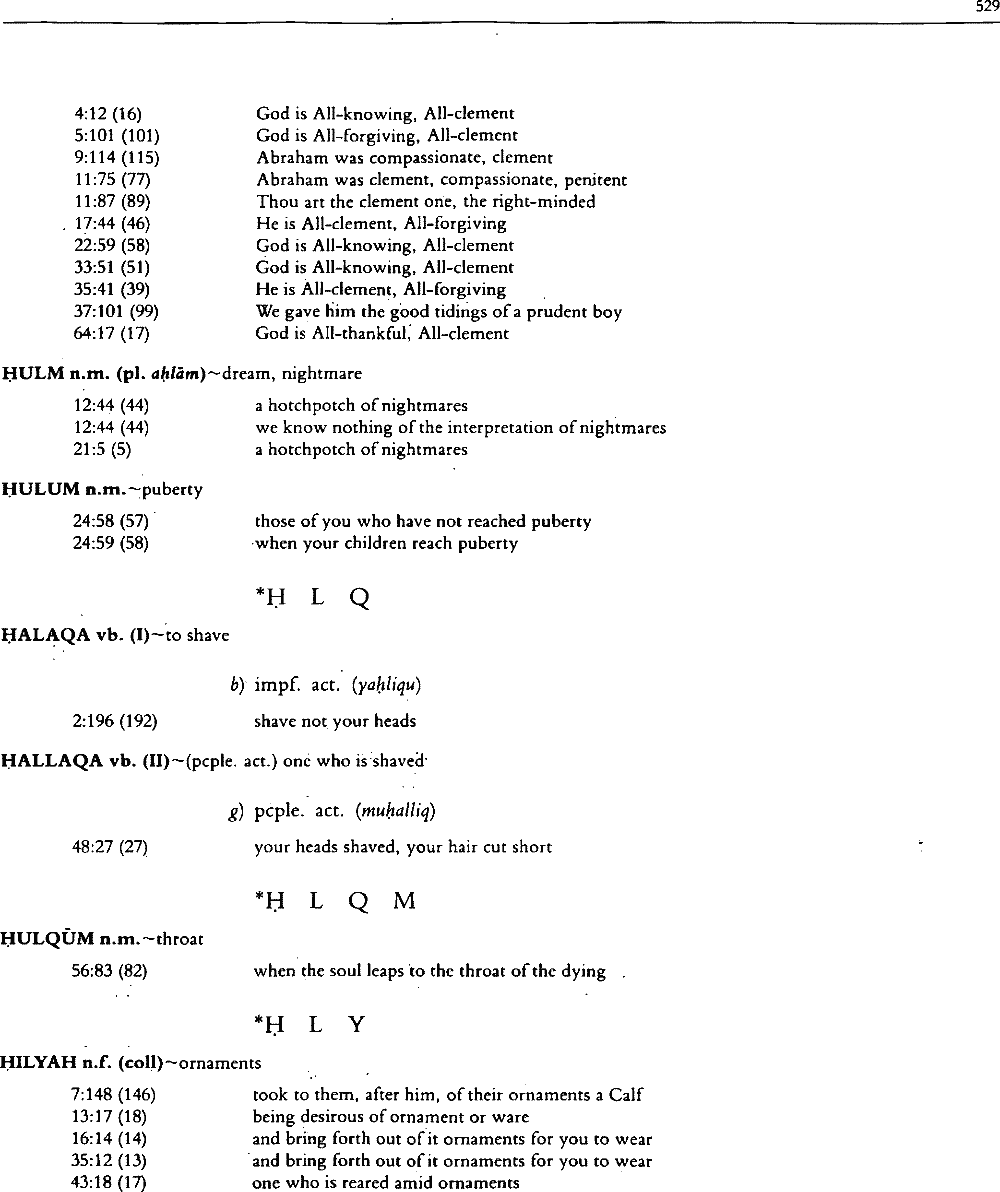 529
4:12 (16) God is All-knowing, All-clement
5:101 (101) God is All-forgiving, All-clement
9:114 (115) Abraham was compassionate, clement
11:75 (77) Abraham was clement, compassionate, penitent
11:87 (89) Thou art the clement one, the right-minded
17:44 (46) He is All-clement, All-forgiving
22:59 (58) God is All-knowing, All-clement
33:51 (51) God is All-knowing, All-clement
35:41 (39) He is All-clement, All-forgiving
37:101 (99) We gave him the good tidings of a prudent boy
64:17 (17) God is All-thankful, All-clement
ḤULM n.m. (pl. aḥlām)~dream, nightmare
12:44 (44) a hotchpotch of nightmares
12:44 (44) we know nothing of the interpretation of nightmares
21:5 (5) a hotchpotch of nightmares
ḤULUM n.m.~puberty
24:58 (57) those of you who have not reached puberty
24:59 (58) when your children reach puberty
*Ḥ L Q
ḤALAQA vb. (I)~to shave
b) impf. act. (yaḥliqu)
2:196 (192) shave not your heads
ḤALLAQA vb. (II)~(pcple. act.) one who is shaved
g) pcple. act. (muḥalliq)
48:27 (27) your heads shaved, your hair cut short
*Ḥ L Q M
ḤULQŪM n.m.~throat
56:83 (82) when the soul leaps to the throat of the dying
*Ḥ L Y
ḤILYAH n.f. (coll)~ornaments
7:148 (146) took to them, after him, of their ornaments a Calf
13:17 (18) being desirous of ornament or ware
16:14 (14) and bring forth out of it ornaments for you to wear
35:12 (13) and bring forth out of it ornaments for you to wear
43:18 (17) one who is reared amid ornaments